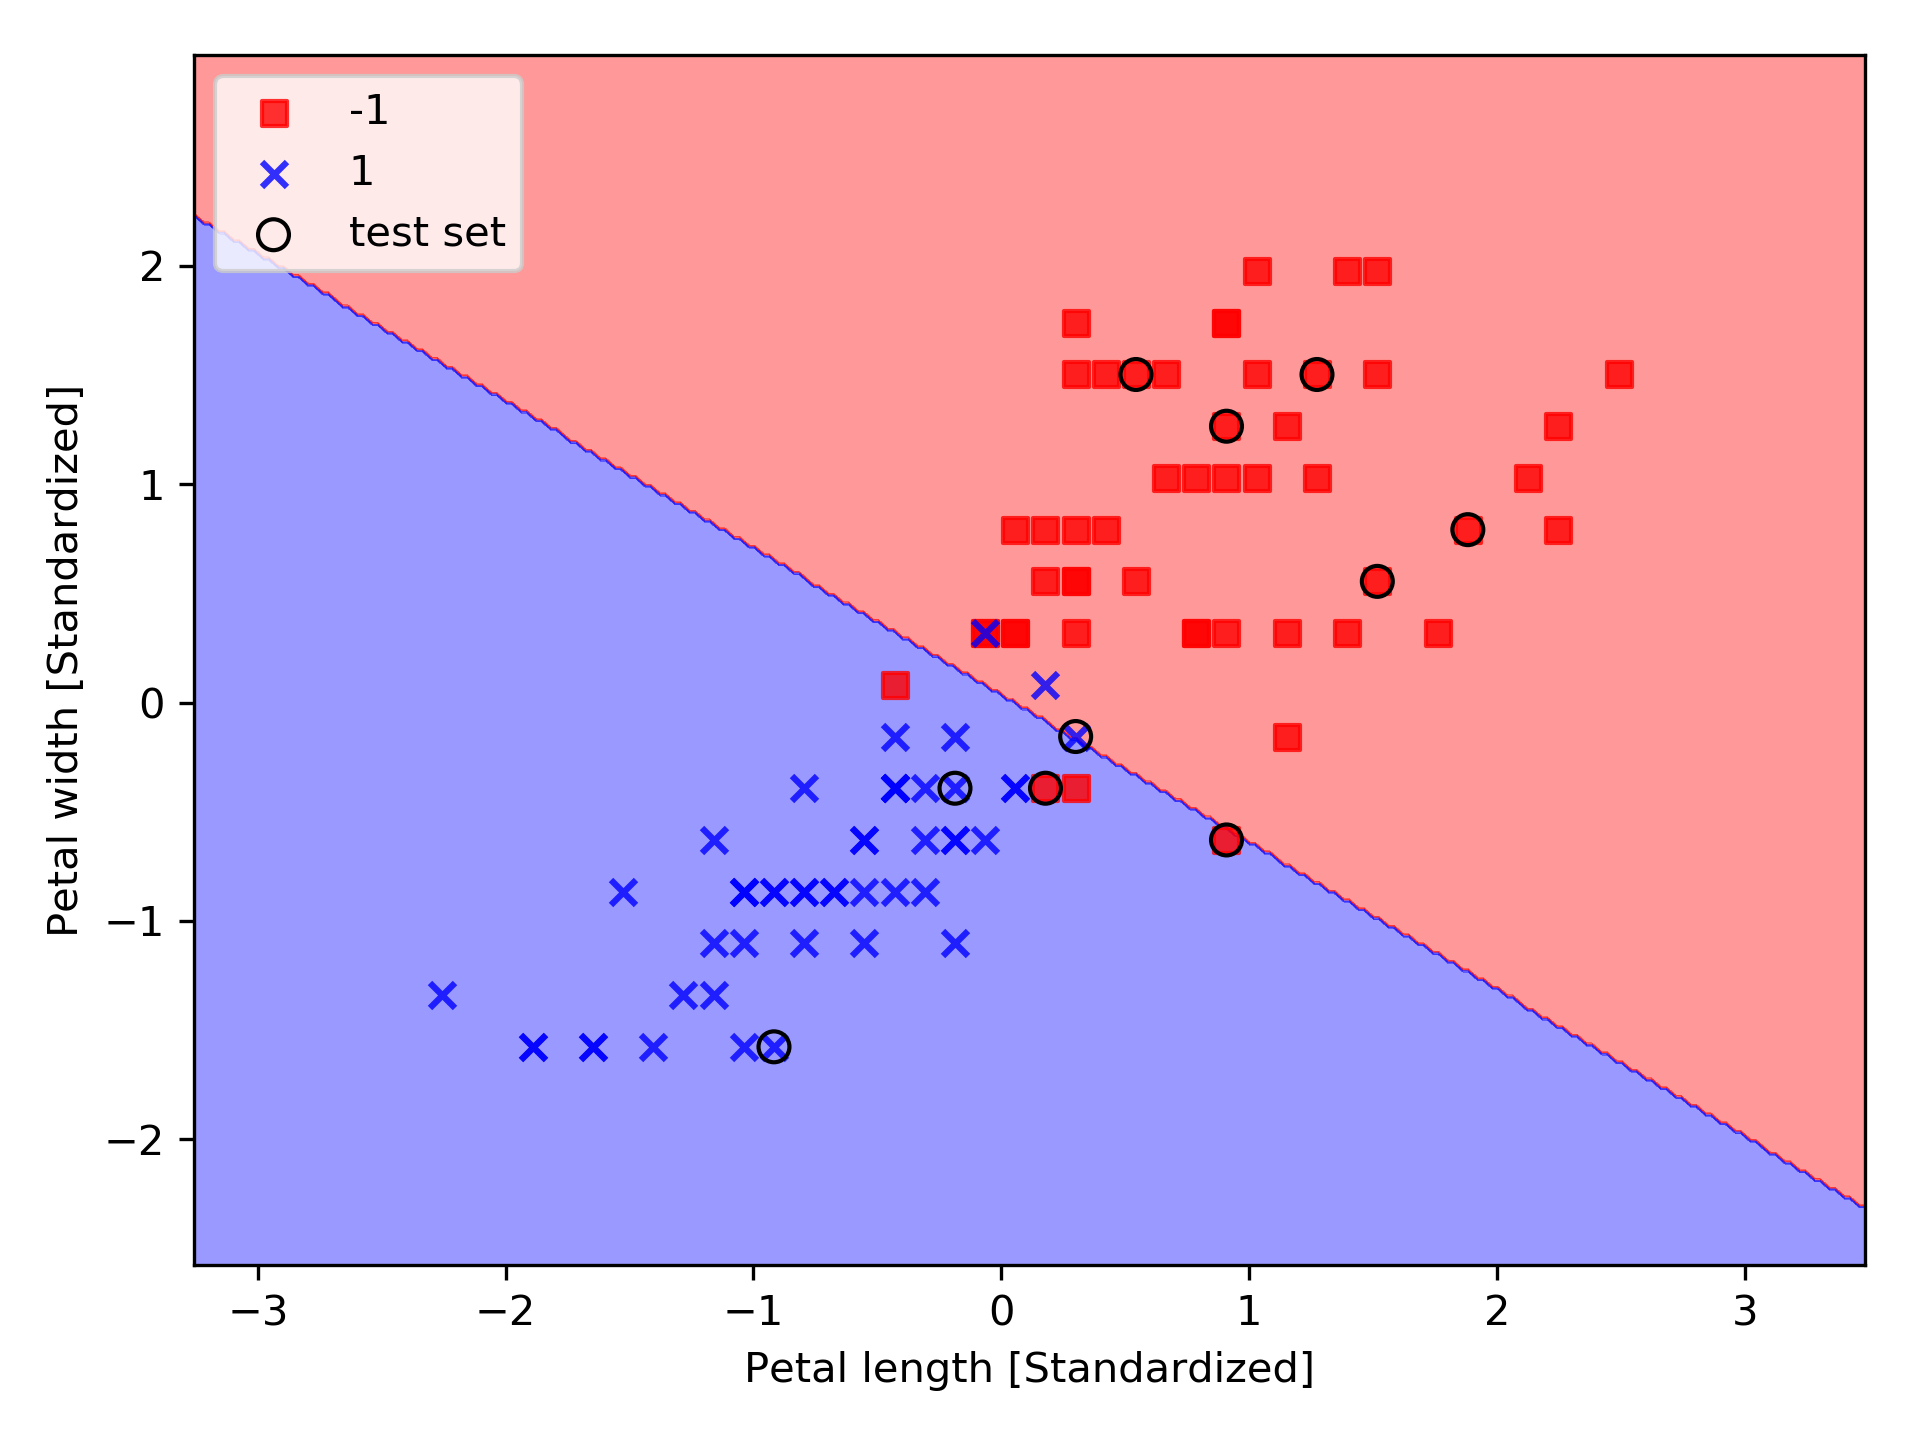 -1
1
test set
2
1
0
−1
−2
Petal width [Standardized]
−3 −2 −1 0 1 2 3
Petal length [Standardized]